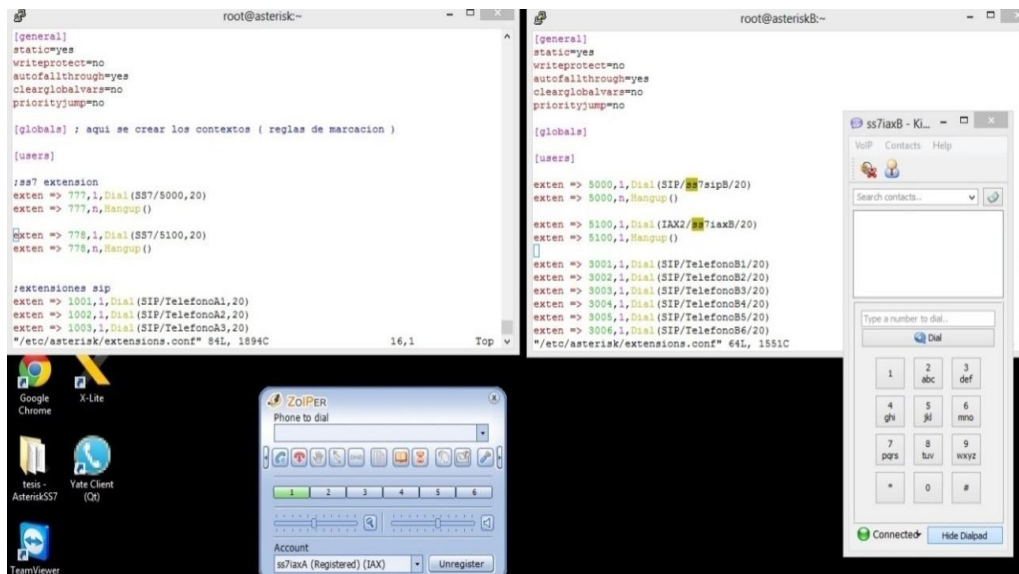 root@asterisk:~
[general]
static=yes
writeprotect=no
autofallthrough=yes
clearglobalvars=no
priorityjump=no
[globals] ; aqui se crear los contextos ( reglas de marcacion )
[users]
;ss7 extension
exten => 777,1,Dial(SS7/5000,20)
exten => 777,n,Hangup()
exten => 778,1,Dial(SS7/5100,20)
exten => 778,n,Hangup()
;extensiones sip
exten => 1001,1,Dial(SIP/TelefonoA1,20)
exten => 1002,1,Dial(SIP/TelefonoA2,20)
exten => 1003,1,Dial(SIP/TelefonoA3,20)
"/etc/asterisk/extensions.conf" 84L, 1894C 16,1 Top
root@asteriskB:~
[general]
static=yes
writeprotect=no
autofallthrough=yes
clearglobalvars=no
priorityjump=no
[globals]
[users]
exten => 5000,1,Dial(SIP/ss7sipB/20)
exten => 5000,n,Hangup()
exten => 5100,1,Dial(IAX2/ss7iaxB/20)
exten => 5100,1,Hangup()
exten => 3001,1,Dial(SIP/TelefonoB1/20)
exten => 3002,1,Dial(SIP/TelefonoB2/20)
exten => 3003,1,Dial(SIP/TelefonoB3/20)
exten => 3004,1,Dial(SIP/TelefonoB4/20)
exten => 3005,1,Dial(SIP/TelefonoB5/20)
exten => 3006,1,Dial(SIP/TelefonoB6/20)
"/etc/asterisk/extensions.conf" 64L, 1551C
ss7iaxB - Ki...
VoIP Contacts Help
Search contacts..
Type a number to dial..
Dial
1 2 3
abc def
4 5 6
ghi jkl mno
7 8 9
pqrs tuv wxyz
* 0 #
Connected Hide Dialpad
Google
Chrome
X-Lite
tesis -
AsteriskSS7
Yate Client
(Qt)
TeamViewer
ZOIPER
Phone to dial
1 2 3 4 5 6
Account
ss7iaxA (Registered) (IAX) Unregister